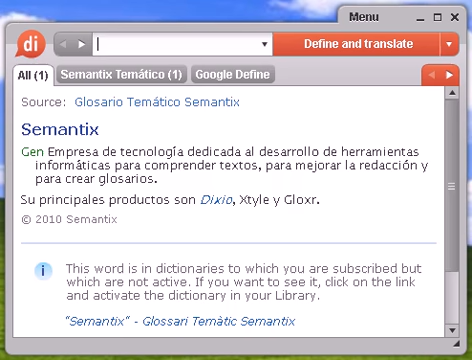 Menu
di
Define and translate
All (1)
Semantix Temático (1)
Google Define
Source: Glosario Temático Semantix
Semantix
Gen Empresa de tecnología dedicada al desarrollo de herramientas
informáticas para comprender textos, para mejorar la redacción y
para crear glosarios.
Su principales producto son Dixio, Xtyle y Gloxr.
© 2010 Semantix
i
This word is in dictionaries to which you are subscribed but
which are not active. If you want to see it, click on the link
and activate the dictionary in your Library.
"Semantix" - Glossari Temàtic Semantix